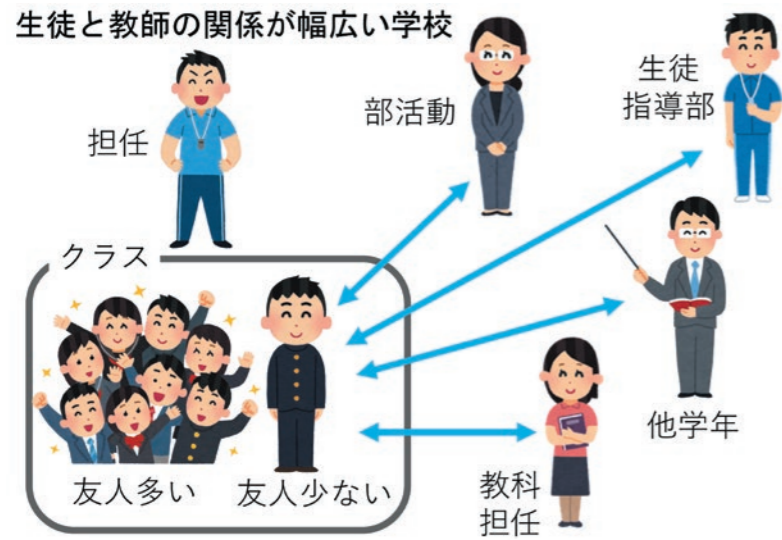 生徒と教師の関係が幅広い学校
担任
部活動
生徒
指導部
クラス
友人多い
友人少ない
教科
担任
他学年